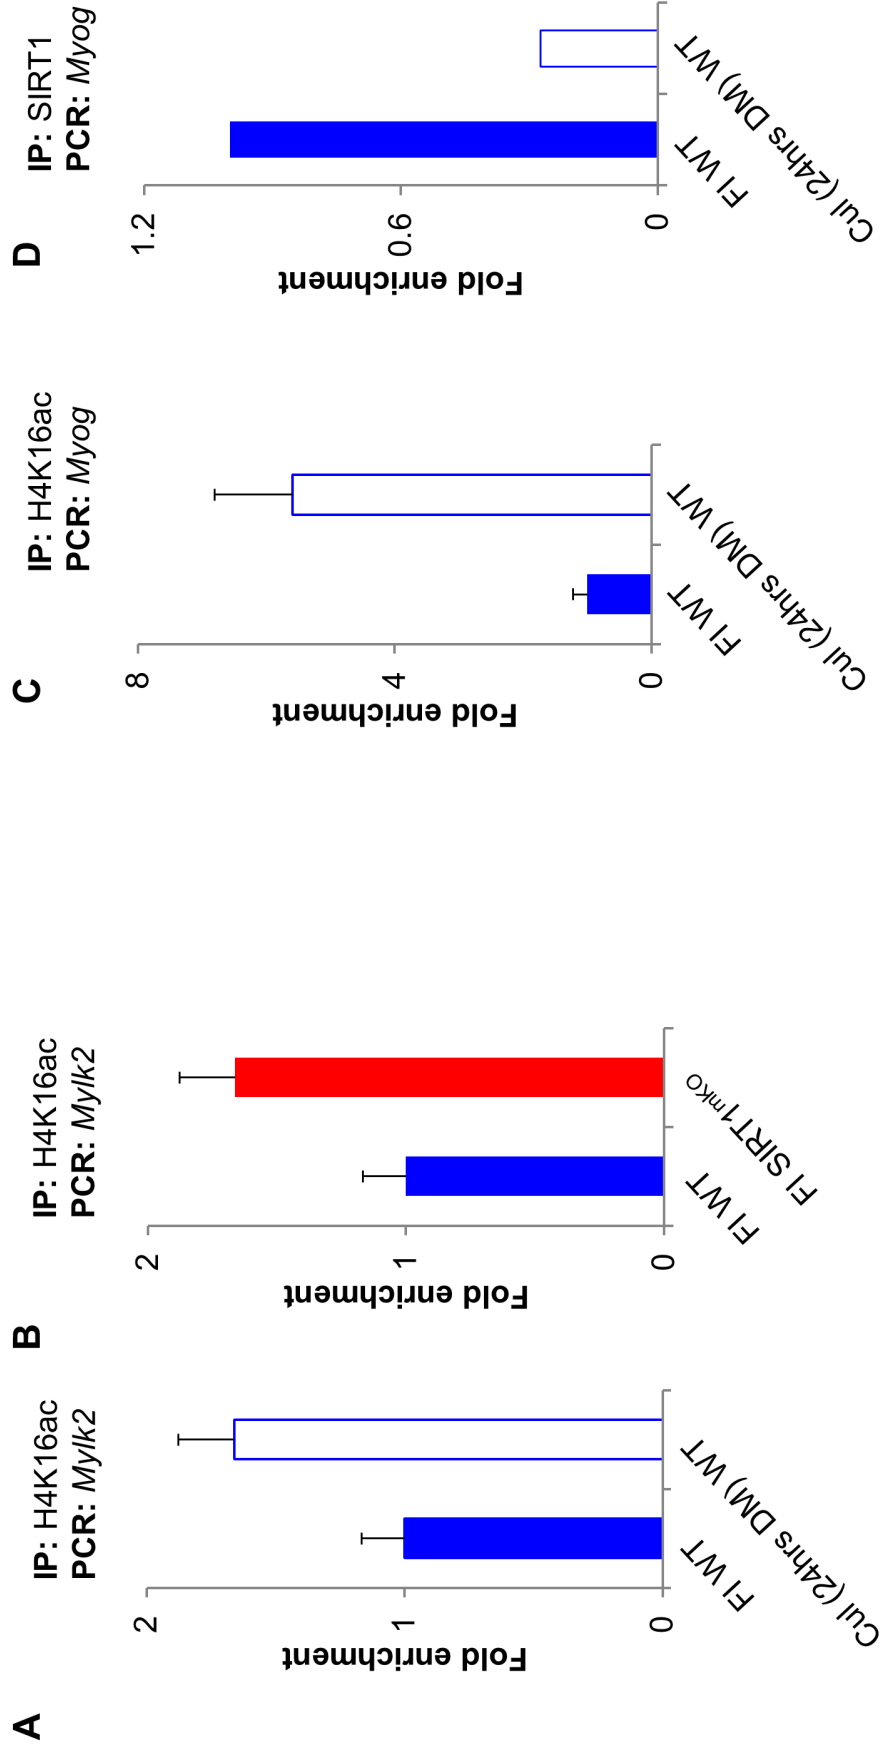 A
IP: H4K16ac
PCR: Mylk2
Fold enrichment
2
1
0
FI WT
Cul (24hrs DM) WT
B
IP: H4K16ac
PCR: Mylk2
Fold enrichment
2
1
0
FI WT
FI SIRT1mKO
C
IP: H4K16ac
PCR: Myog
Fold enrichment
8
4
0
FI WT
Cul (24hrs DM) WT
D
IP: SIRT1
PCR: Myog
Fold enrichment
1.2
0.6
0
FI WT
Cul (24hrs DM) WT